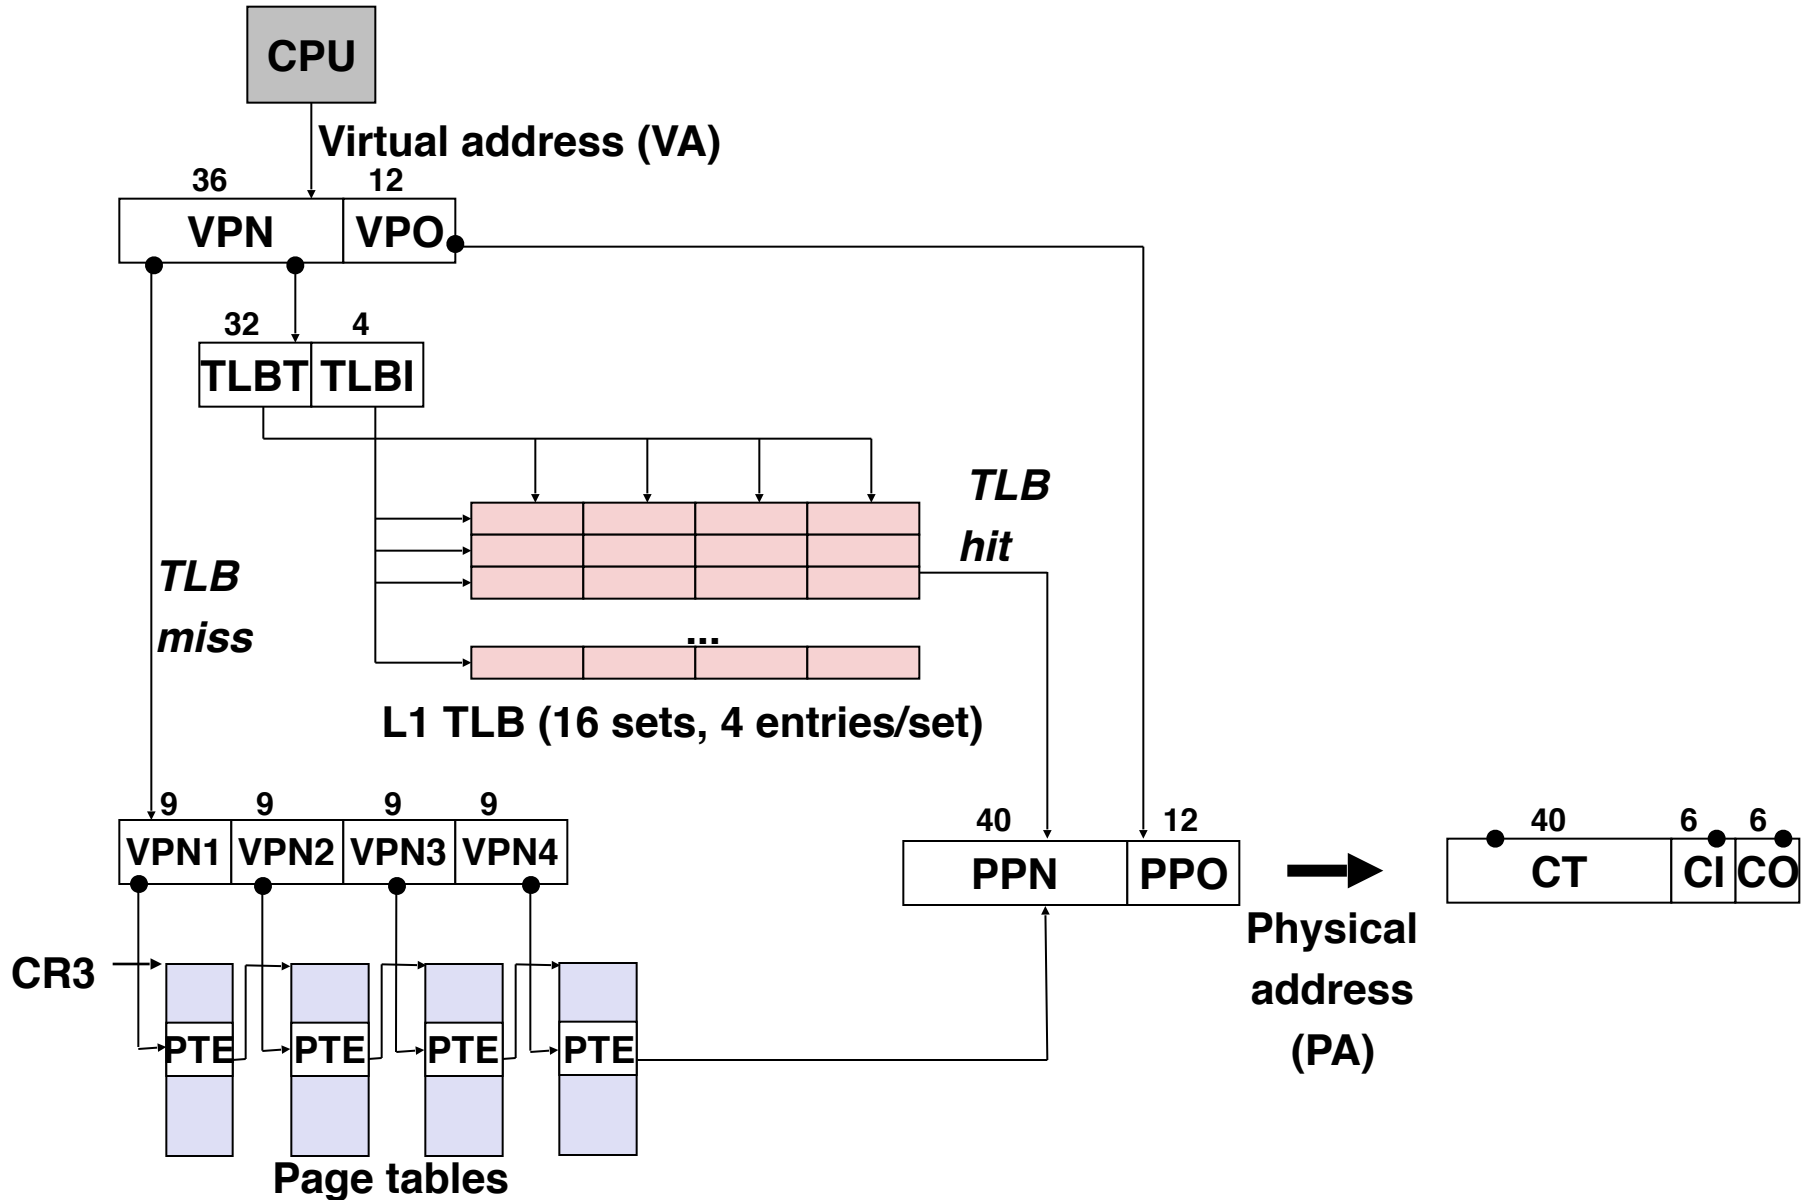 CPU
Virtual address (VA)
36 12
VPN VPO
32 4
TLBT TLBI
TLB
hit
TLB
miss
...
L1 TLB (16 sets, 4 entries/set)
9 9 9 9
VPN1 VPN2 VPN3 VPN4
40 12
PPN PPO
40 6 6
CT CI CO
Physical
address
(PA)
CR3
PTE PTE PTE PTE
Page tables